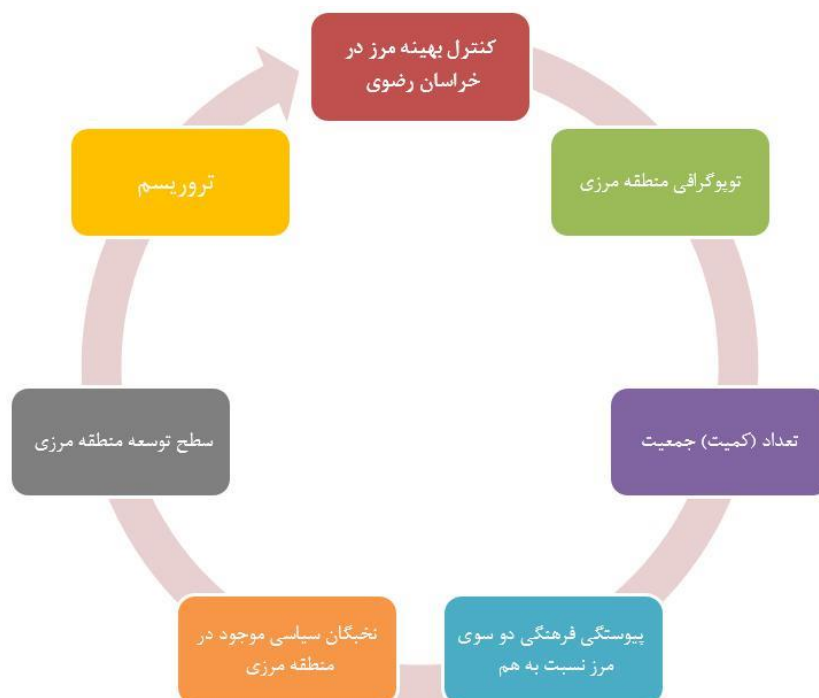 کنترل بهینه مرز در
خراسان رضوی
توپوگرافی منطقه مرزی
تعداد (کمیت) جمعیت
پیوستگی فرهنگی دو سوی
مرز نسبت به هم
نخبگان سیاسی موجود در
منطقه مرزی
سطح توسعه منطقه مرزی
تروریسم